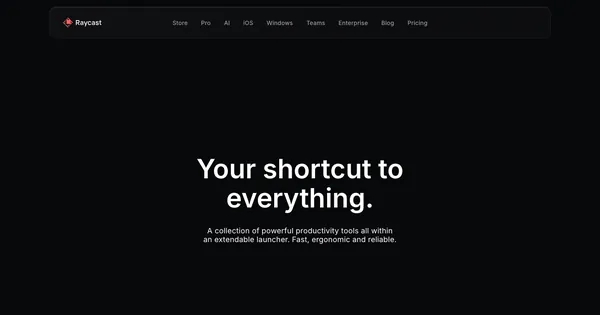 Raycast Store Pro AI iOS Windows Teams Enterprise Blog Pricing
Your shortcut to
everything.
A collection of powerful productivity tools all within
an extendable launcher. Fast, ergonomic and reliable.